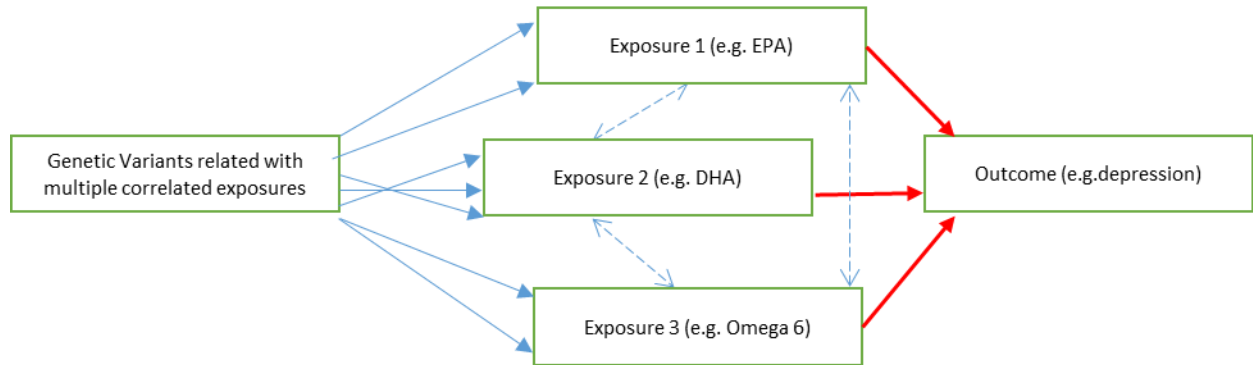 Exposure 1 (e.g. EPA)
Genetic Variants related with
multiple correlated exposures
Exposure 2 (e.g. DHA)
Outcome (e.g.depression)
Exposure 3 (e.g. Omega 6)